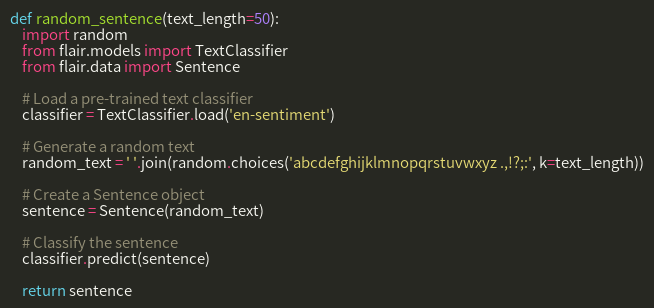 def random_sentence(text_length=50):
    import random
    from flair.models import TextClassifier
    from flair.data import Sentence

    # Load a pre-trained text classifier
    classifier = TextClassifier.load('en-sentiment')

    # Generate a random text
    random_text = ' '.join(random.choices('abcdefghijklmnopqrstuvwxyz .,!?;:', k=text_length))

    # Create a Sentence object
    sentence = Sentence(random_text)

    # Classify the sentence
    classifier.predict(sentence)

    return sentence